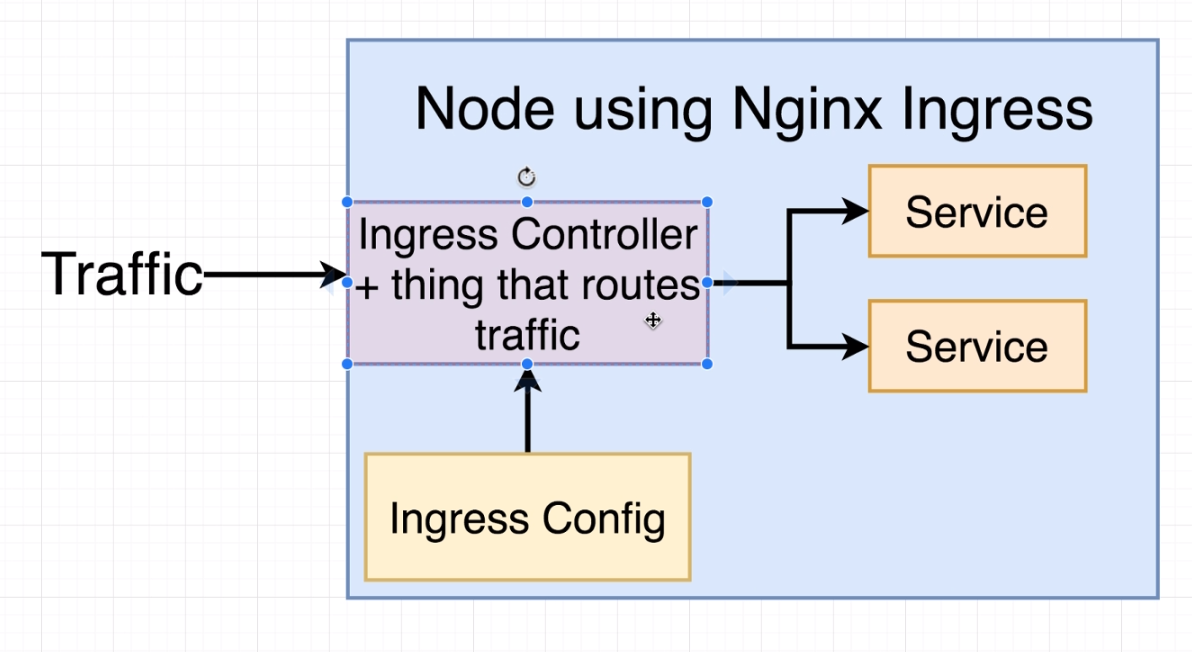 Node using Nginx Ingress
Traffic
Ingress Controller
+ thing that routes
traffic
Service
Service
Ingress Config